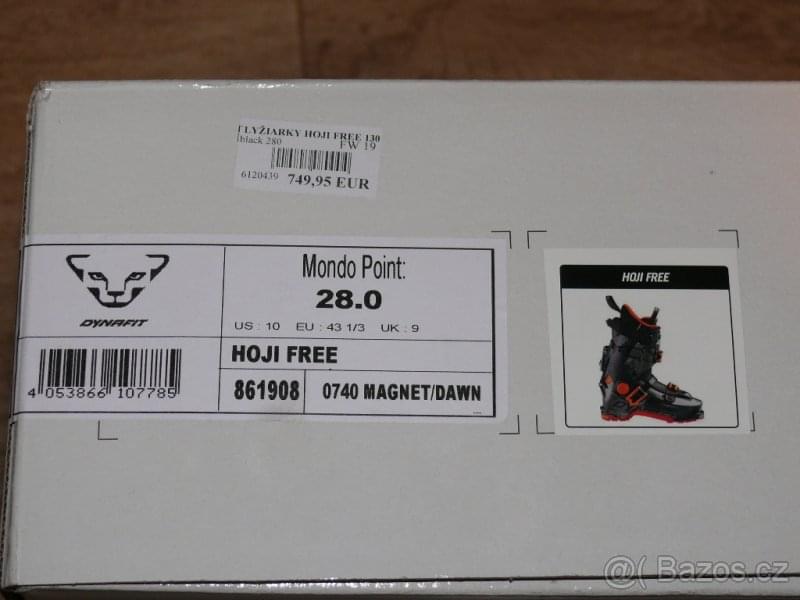 LYŽIARKY HOJI FREE 130
black 280 FW 19
6120439 749,95 EUR
DYNAFIT
4 053866 107785
Mondo Point:
28.0
US : 10 EU : 43 1/3 UK : 9
HOJI FREE
861908 0740 MAGNET/DAWN
HOJI FREE
@ Bazos.cz